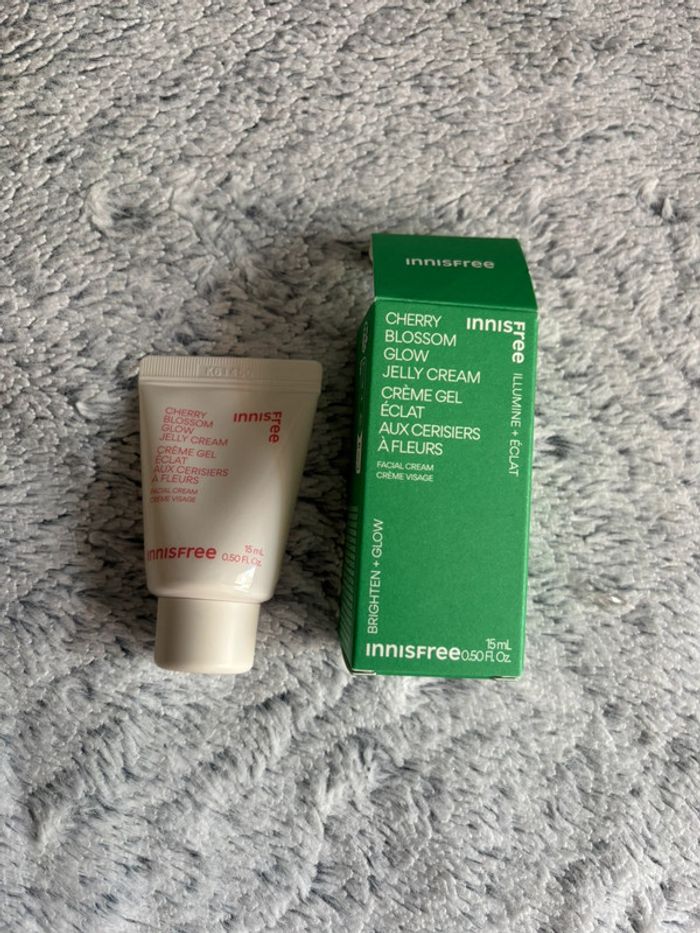 CHERRY
BLOSSOM
GLOW
JELLY CREAM
CRÈME GEL
ÉCLAT
AUX CERISIERS
À FLEURS
FACIAL CREAM
CRÈME VISAGE
innisfree
innisfree
15 mL
0.50 Fl. Oz.
innisfree
CHERRY
BLOSSOM
GLOW
JELLY CREAM
CRÈME GEL
ÉCLAT
AUX CERISIERS
À FLEURS
FACIAL CREAM
CRÈME VISAGE
innisfree
ILLUMINE + ÉCLAT
BRIGHTEN + GLOW
innisfree
15 mL
0.50 Fl. Oz.